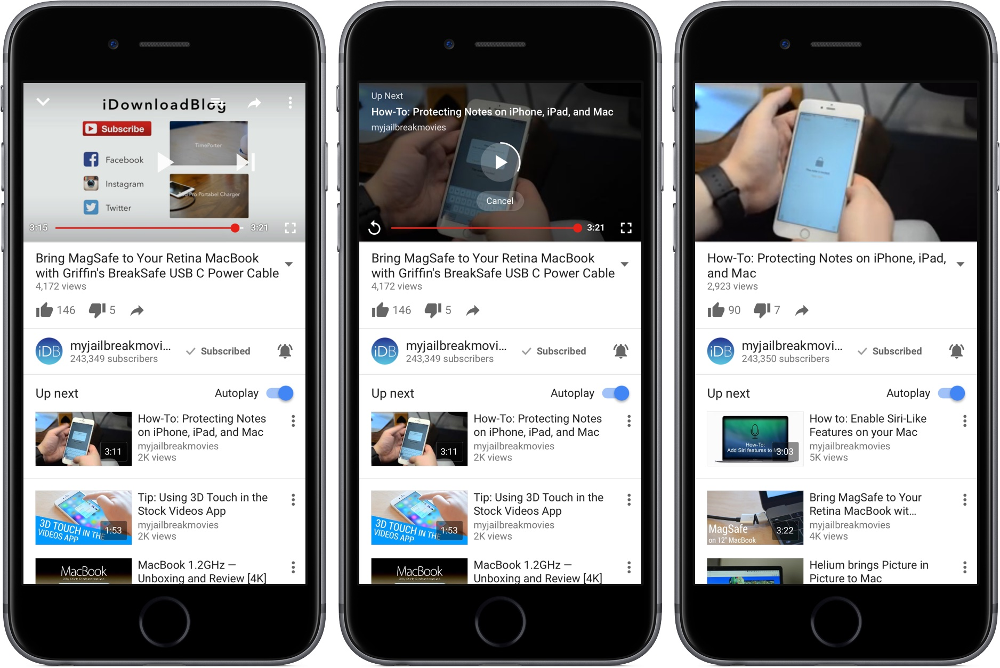 iDownloadBlog
Subscribe
Facebook
Instagram
Twitter
TimePorter
Pro Portabel Charger
3:15
3:21
Bring MagSafe to Your Retina MacBook
with Griffin's BreakSafe USB C Power Cable
4,172 views
146
5
iDB
myjailbreakmovi...
243,349 subscribers
Subscribed
Up next
Autoplay
How-To: Protecting Notes
on iPhone, iPad, and Mac
myjailbreakmovies
2K views
3:11
Tip: Using 3D Touch in the
Stock Videos App
myjailbreakmovies
2K views
3D TOUCH IN THE
VIDEOS APP
1:53
MacBook 1.2GHz —
Unboxing and Review [4K]
MacBook
Up Next
How-To: Protecting Notes on iPhone, iPad, and Mac
myjailbreakmovies
Cancel
3:21
Bring MagSafe to Your Retina MacBook
with Griffin's BreakSafe USB C Power Cable
4,172 views
146
5
iDB
myjailbreakmovi...
243,349 subscribers
Subscribed
Up next
Autoplay
How-To: Protecting Notes
on iPhone, iPad, and Mac
myjailbreakmovies
2K views
3:11
Tip: Using 3D Touch in the
Stock Videos App
myjailbreakmovies
2K views
3D TOUCH IN THE
VIDEOS APP
1:53
MacBook 1.2GHz —
Unboxing and Review [4K]
MacBook
How-To: Protecting Notes on iPhone, iPad,
and Mac
2,923 views
90
7
iDB
myjailbreakmovi...
243,350 subscribers
Subscribed
Up next
Autoplay
How to: Enable Siri-Like
Features on your Mac
myjailbreakmovies
5K views
How-To:
Add Siri features to
3:03
Bring MagSafe to Your
Retina MacBook wit...
myjailbreakmovies
4K views
MagSafe
on 12" MacBook
3:22
Helium brings Picture in
Picture to Mac